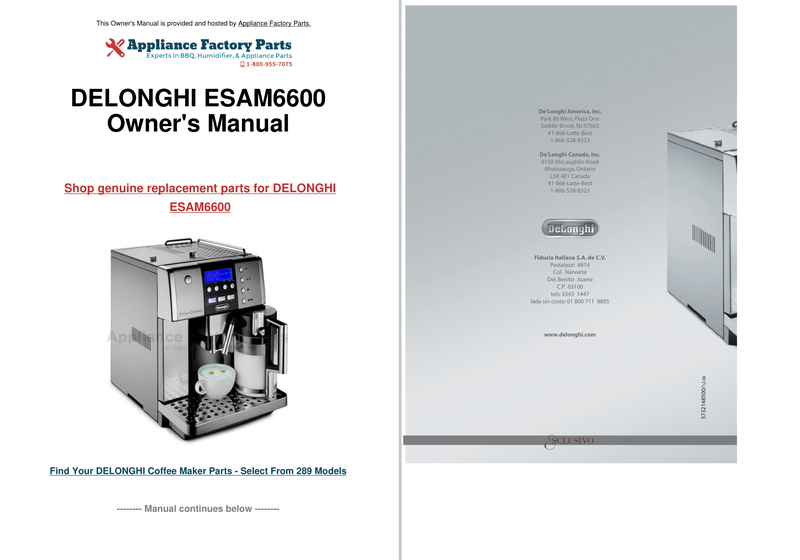 This Owner's Manual is provided and hosted by Appliance Factory Parts.
Appliance Factory Parts
Experts in BBQ, Humidifier, & Appliance Parts
1-800-955-7075
DELONGHI ESAM6600
Owner's Manual
Shop genuine replacement parts for DELONGHI
ESAM6600
Appliance
Find Your DELONGHI Coffee Maker Parts - Select From 289 Models
-------- Manual continues below --------
De'Longhi America, Inc.
Park 80 West, Plaza One
Saddle Brook, NJ 07663
#1-866-Latte-Best
1-866-528-8323
De'Longhi Canada, Inc.
6150 McLaughlin Road
Mississauga, Ontario
L5R 4E1 Canada
#1-866-Latte-Best
1-866-528-8323
DeLonghi
Fiducia Italiana S.A. de C.V.
Pestalozzi #814
Col: Narvarte
Del. Benito Juarez
C.P. 03100
tels: 5543 1447
lada sin costo: 01 800 711 8805
www.delonghi.com
5732148500/12.06
ESCLUSIVO